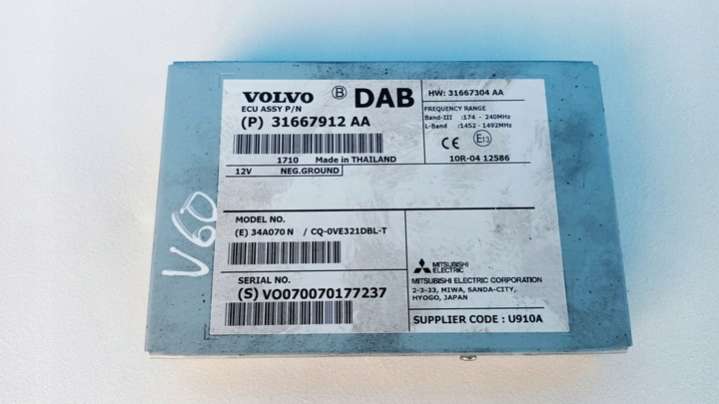 VOLVO B DAB
ECU ASSY P/N
(P) 31667912 AA
1710 Made in THAILAND
12V NEG.GROUND
HW: 31667304 AA
FREQUENCY RANGE
Band-III :174 - 240MHz
L-Band :1452 - 1492MHz
CE E13
10R-04 12586
MODEL NO.
(E) 34A070N / CQ-0VE321DBL-T
SERIAL NO.
(S) VO070070177237
MITSUBISHI
ELECTRIC
MITSUBISHI ELECTRIC CORPORATION
2-3-33, MIWA, SANDA-CITY,
HYOGO, JAPAN
SUPPLIER CODE : U910A
V60